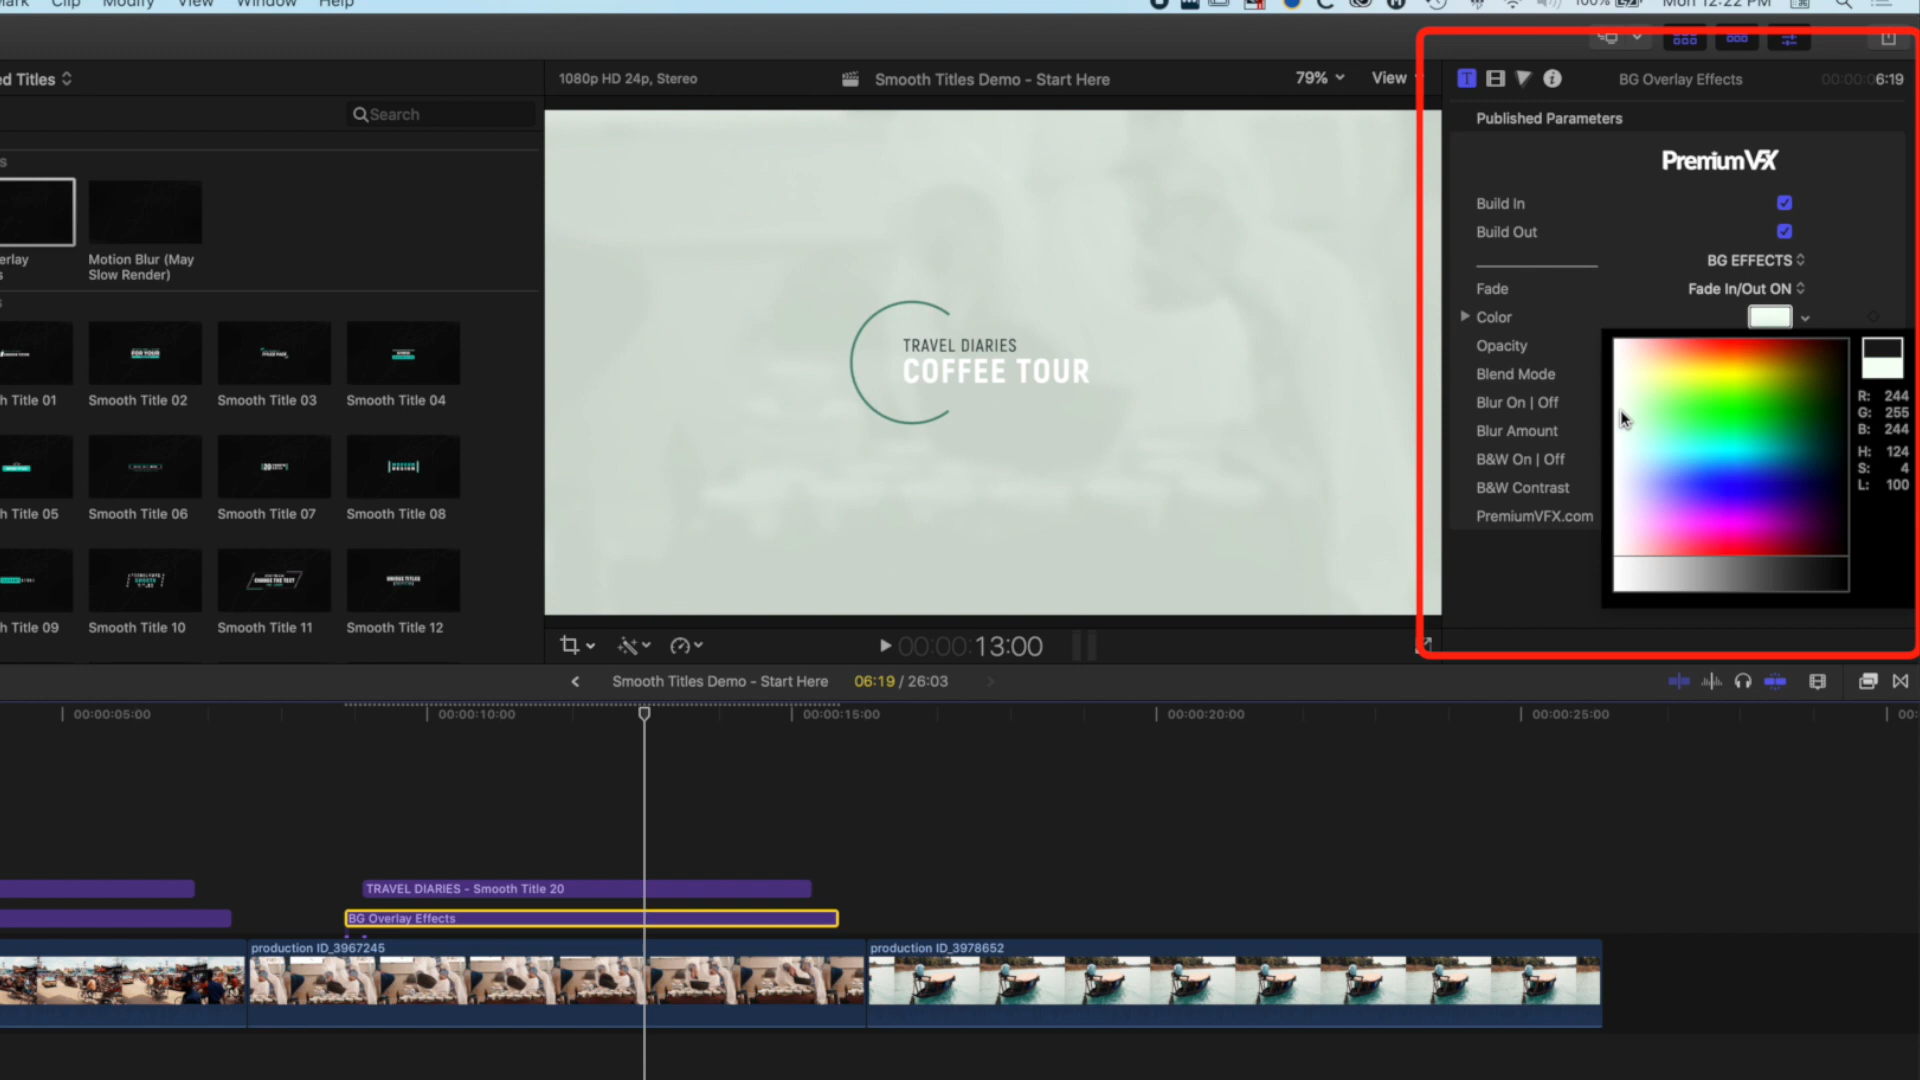 Mark Clip Modify View Window Help
100% Mon 12:22 PM
ed Titles
Search
s
erlay
s
Motion Blur (May
Slow Render)
s
h Title 01
Smooth Title 02
Smooth Title 03
Smooth Title 04
h Title 05
Smooth Title 06
Smooth Title 07
Smooth Title 08
h Title 09
Smooth Title 10
Smooth Title 11
Smooth Title 12
1080p HD 24p, Stereo
Smooth Titles Demo - Start Here
79%
View
TRAVEL DIARIES
COFFEE TOUR
00:00:13:00
BG Overlay Effects
00:00:06:19
Published Parameters
PremiumVFX
Build In
Build Out
BG EFFECTS
Fade
Fade In/Out ON
Color
Opacity
Blend Mode
Blur On | Off
Blur Amount
B&W On | Off
B&W Contrast
PremiumVFX.com
R: 244
G: 255
B: 244
H: 124
S: 4
L: 100
Smooth Titles Demo - Start Here
06:19 / 26:03
00:00:05:00
00:00:10:00
00:00:15:00
00:00:20:00
00:00:25:00
00:
TRAVEL DIARIES - Smooth Title 20
BG Overlay Effects
production ID_3967245
production ID_3978652